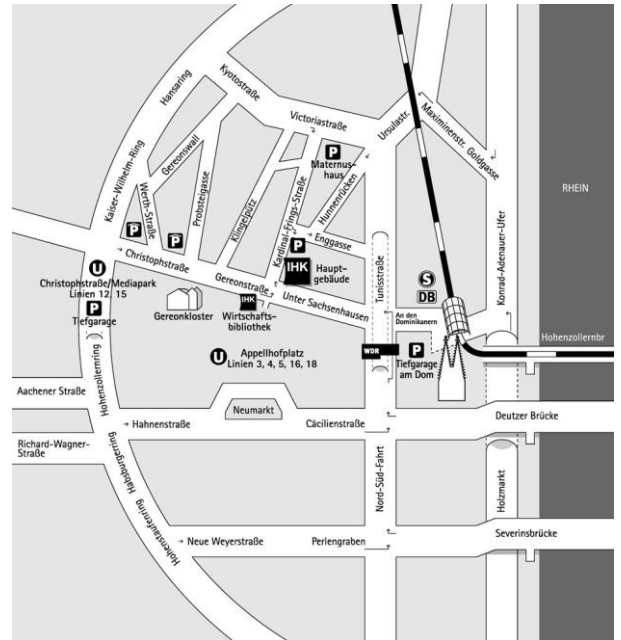 Hansaring
Kyotostraße
Victoriastraße
Ursulastr.
Maximinenstr.
Goldgasse
RHEIN
Kaiser-Wilhelm-Ring
Gereonswall
Werth-Straße
Probsteigasse
Klingelpütz
P
Maternus-
haus
Hunnenrücken
Kardinal-Frings-Straße
Enggasse
P
P
P
IHK
Haupt-
gebäude
Christophstraße
Gereonstraße
Unter Sachsenhausen
Tunisstraße
Konrad-Adenauer-Ufer
S
DB
U
Christophstraße/Mediapark
Linien 12, 15
P
Tiefgarage
Gereonkloster
IHK
Wirtschafts-
bibliothek
An den
Dominikanern
Hohenzollernbr
WDR
P
Tiefgarage
am Dom
U
Appellhofplatz
Linien 3, 4, 5, 16, 18
Hohenzollernring
Aachener Straße
Neumarkt
Hahnenstraße
Cäcilienstraße
Deutzer Brücke
Richard-Wagner-
Straße
Habsburgerring
Nord-Süd-Fahrt
Holzmarkt
Hohenstaufenring
Neue Weyerstraße
Perlengraben
Severinsbrücke